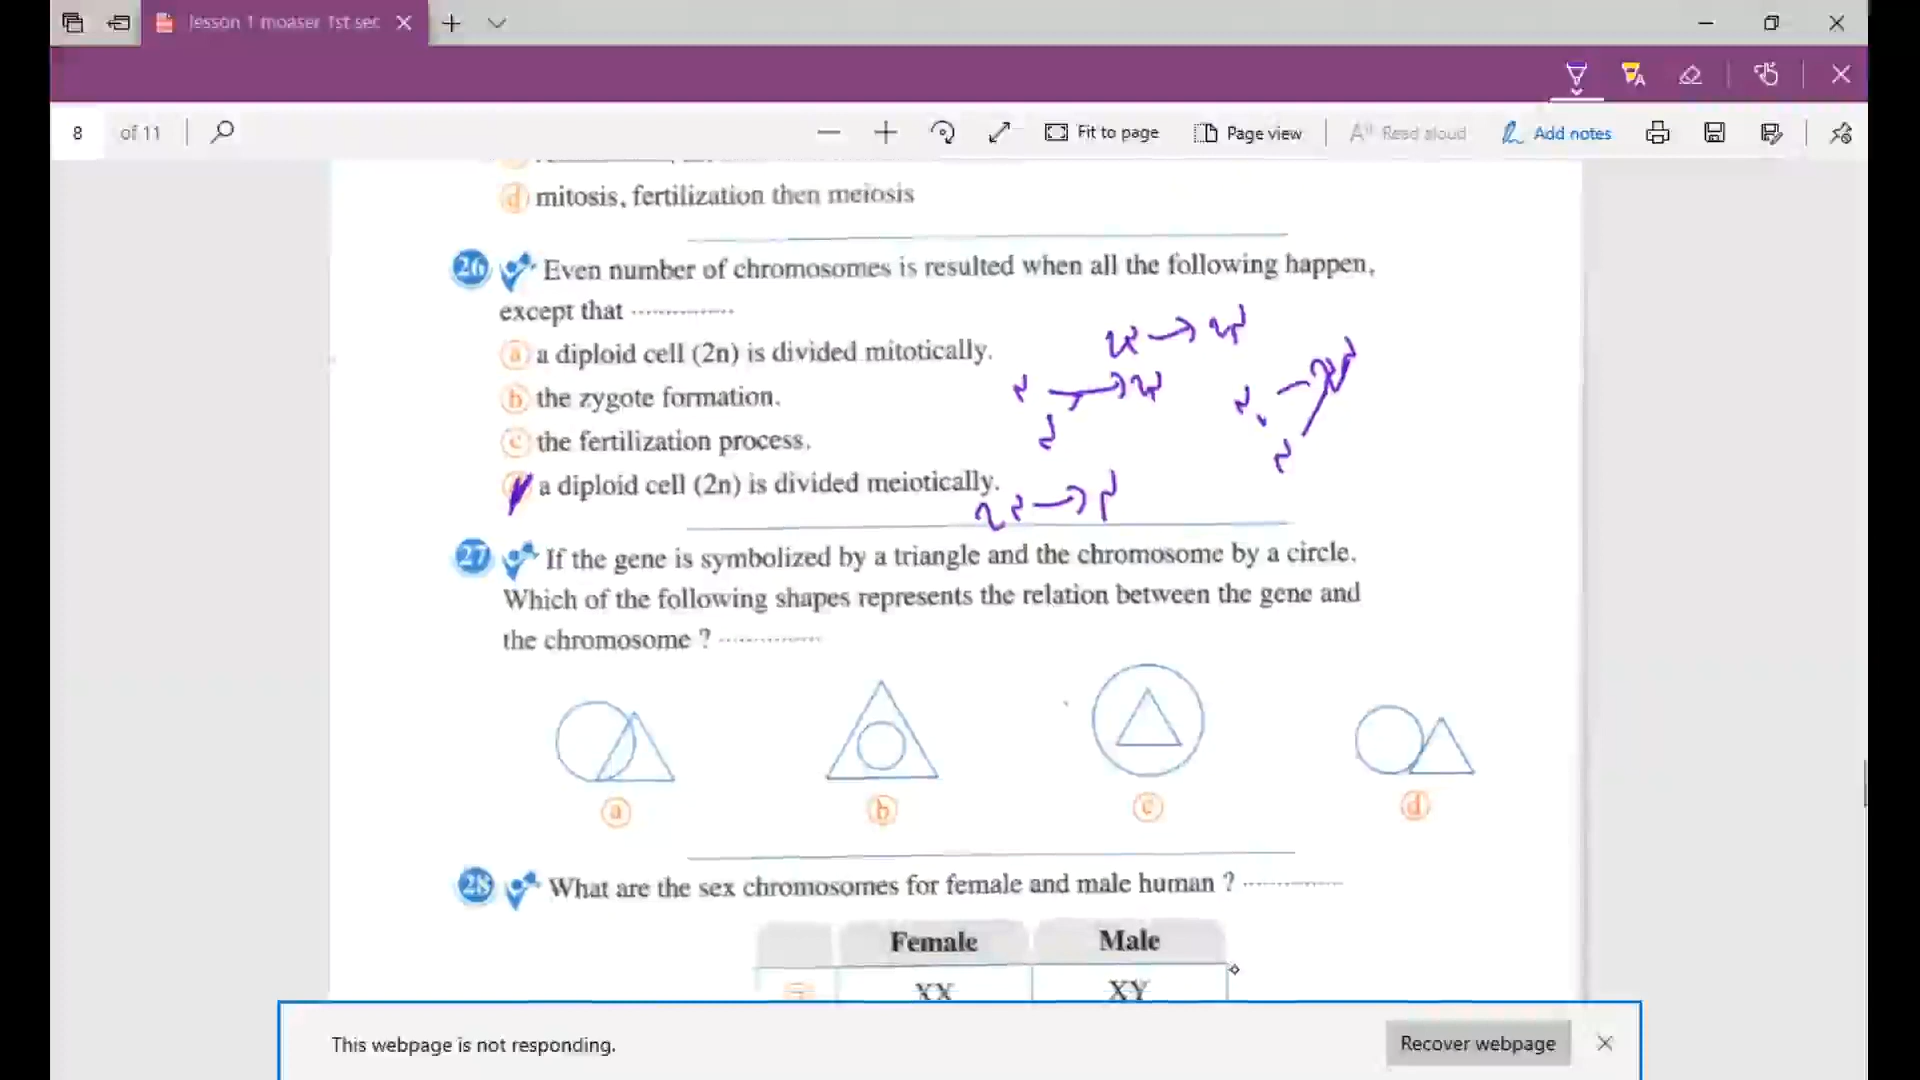 lesson 1 moaser 1st sec
8 of 11
Fit to page
Page view
Read aloud
Add notes
d mitosis, fertilization then meiosis
26 Even number of chromosomes is resulted when all the following happen,
except that ..............
a a diploid cell (2n) is divided mitotically.
b the zygote formation.
c the fertilization process.
a diploid cell (2n) is divided meiotically.
27 If the gene is symbolized by a triangle and the chromosome by a circle.
Which of the following shapes represents the relation between the gene and
the chromosome ? ..............
a b c d
28 What are the sex chromosomes for female and male human ? ..............
Female Male
XX XY
This webpage is not responding.
Recover webpage